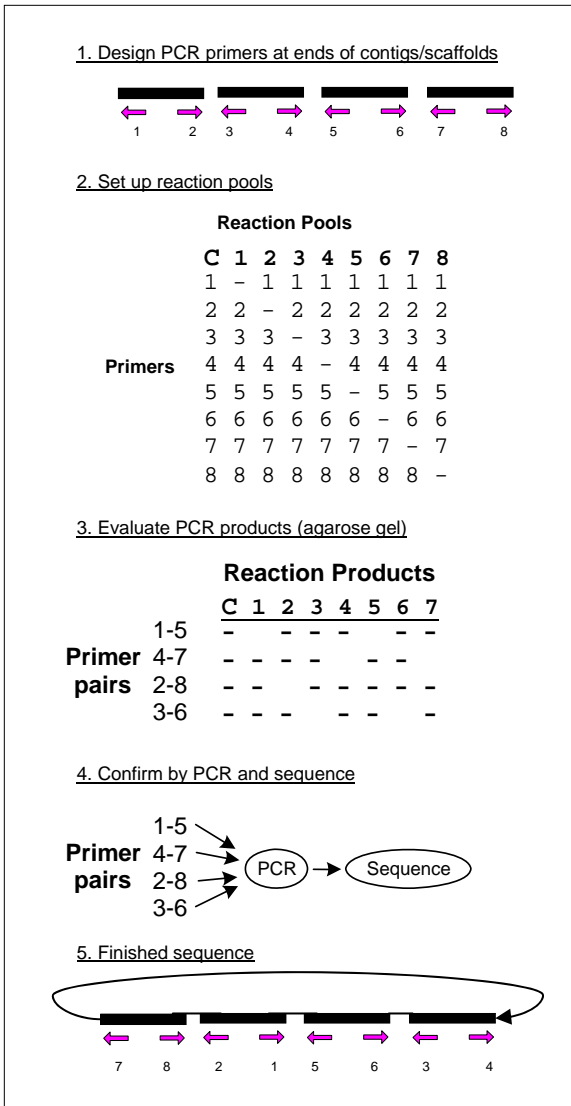 1. Design PCR primers at ends of contigs/scaffolds
1 2 3 4 5 6 7 8
2. Set up reaction pools
Reaction Pools
C 1 2 3 4 5 6 7 8
1 – 1 1 1 1 1 1 1
2 2 – 2 2 2 2 2 2
3 3 3 – 3 3 3 3 3
Primers 4 4 4 4 – 4 4 4 4
5 5 5 5 5 – 5 5 5
6 6 6 6 6 6 – 6 6
7 7 7 7 7 7 7 – 7
8 8 8 8 8 8 8 8 –
3. Evaluate PCR products (agarose gel)
Reaction Products
C 1 2 3 4 5 6 7
1-5 -   - - -   - -
Primer 4-7 - - - -   - -
pairs 2-8 - -   - - - - -
3-6 - - -   - -   -
4. Confirm by PCR and sequence
1-5
Primer 4-7 PCR Sequence
pairs 2-8
3-6
5. Finished sequence
7 8 2 1 5 6 3 4